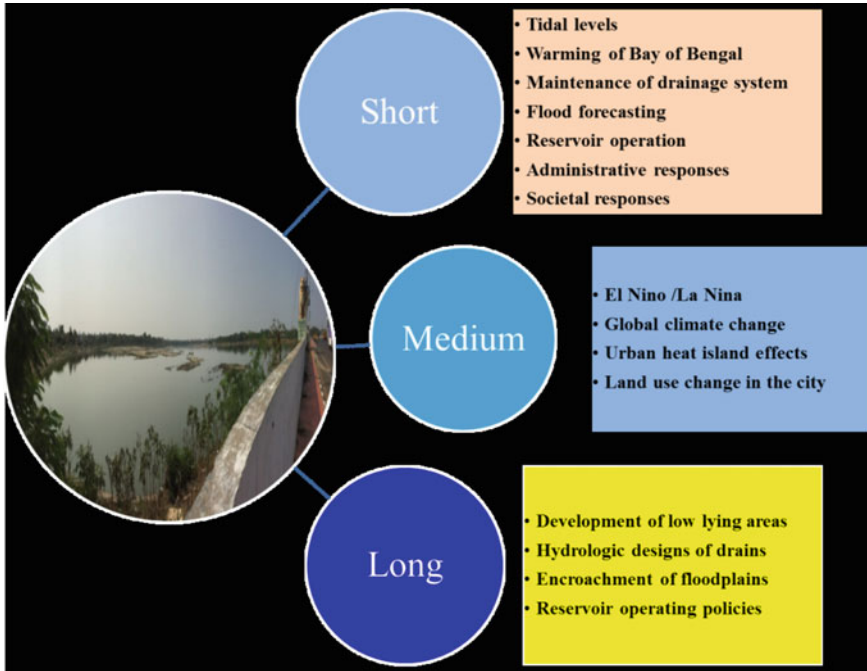 Short
• Tidal levels
• Warming of Bay of Bengal
• Maintenance of drainage system
• Flood forecasting
• Reservoir operation
• Administrative responses
• Societal responses
Medium
• El Nino /La Nina
• Global climate change
• Urban heat island effects
• Land use change in the city
Long
• Development of low lying areas
• Hydrologic designs of drains
• Encroachment of floodplains
• Reservoir operating policies